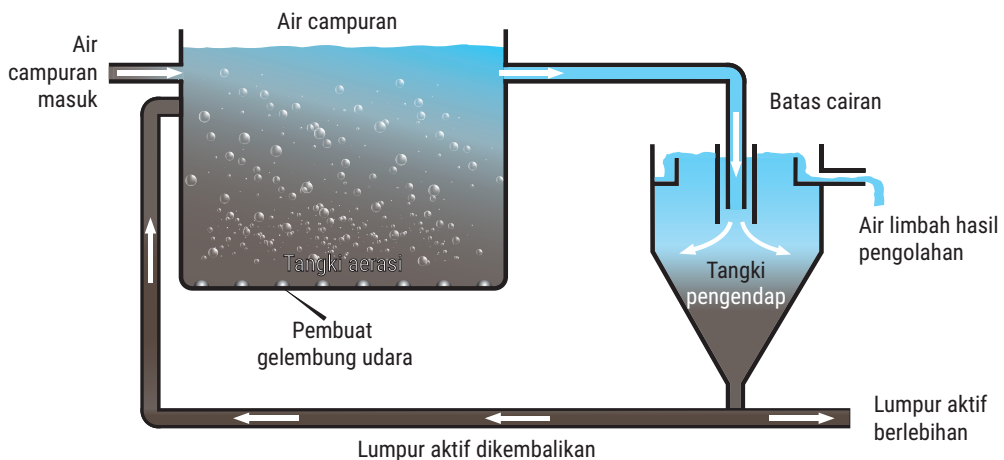 Air campuran
Air
campuran
masuk
Batas cairan
Air limbah hasil
pengolahan
Tangki aerasi
Tangki
pengendap
Pembuat
gelembung udara
Lumpur aktif
berlebihan
Lumpur aktif dikembalikan